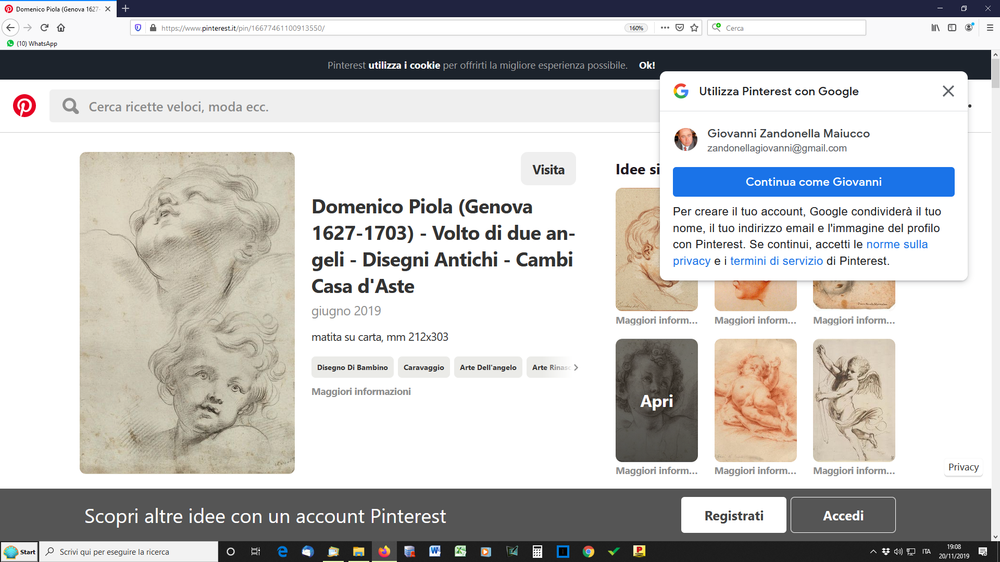 Domenico Piola (Genova 1627-
https://www.pinterest.it/pin/16677461100913550/
160%
Cerca
(10) WhatsApp
Pinterest utilizza i cookie per offrirti la migliore esperienza possibile. Ok!
Cerca ricette veloci, moda ecc.
Utilizza Pinterest con Google
Giovanni Zandonella Maiucco
zandonellagiovanni@gmail.com
Continua come Giovanni
Per creare il tuo account, Google condividerà il tuo
nome, il tuo indirizzo email e l'immagine del profilo
con Pinterest. Se continui, accetti le norme sulla
privacy e i termini di servizio di Pinterest.
Visita
Domenico Piola (Genova
1627-1703) - Volto di due an-
geli - Disegni Antichi - Cambi
Casa d'Aste
giugno 2019
matita su carta, mm 212x303
Disegno Di Bambino Caravaggio Arte Dell'angelo Arte Rinasc
Maggiori informazioni
Idee si
Maggiori inform... Maggiori inform... Maggiori inform...
Apri
Maggiori inform... Maggiori inform... Maggiori inform...
Privacy
Scopri altre idee con un account Pinterest
Registrati
Accedi
Start
Scrivi qui per eseguire la ricerca
ITA
19:08
20/11/2019